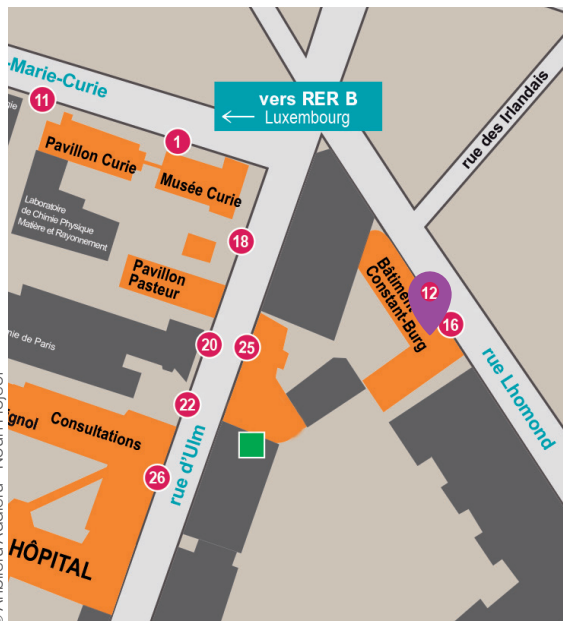 -Marie-Curie
11
vers RER B
← Luxembourg
rue des Irlandais
1
Pavillon Curie
Musée Curie
Laboratoire
de Chimie Physique
Matière et Rayonnement
18
Pavillon
Pasteur
Bâtiment
Constant-Burg
12
16
20
25
nie de Paris
rue Lhomond
22
gnol
Consultations
rue d'Ulm
26
HÔPITAL